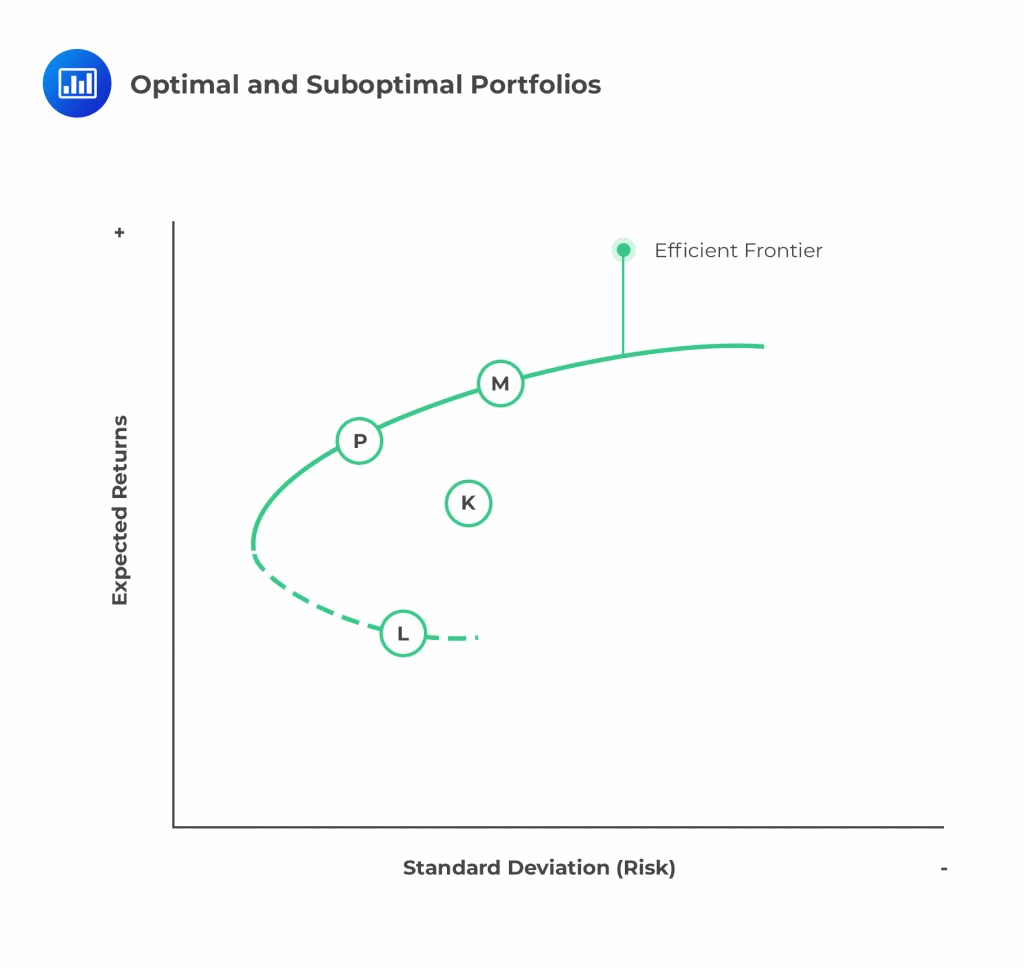 Optimal and Suboptimal Portfolios
+
Efficient Frontier
M
P
K
Expected Returns
L
Standard Deviation (Risk)
-